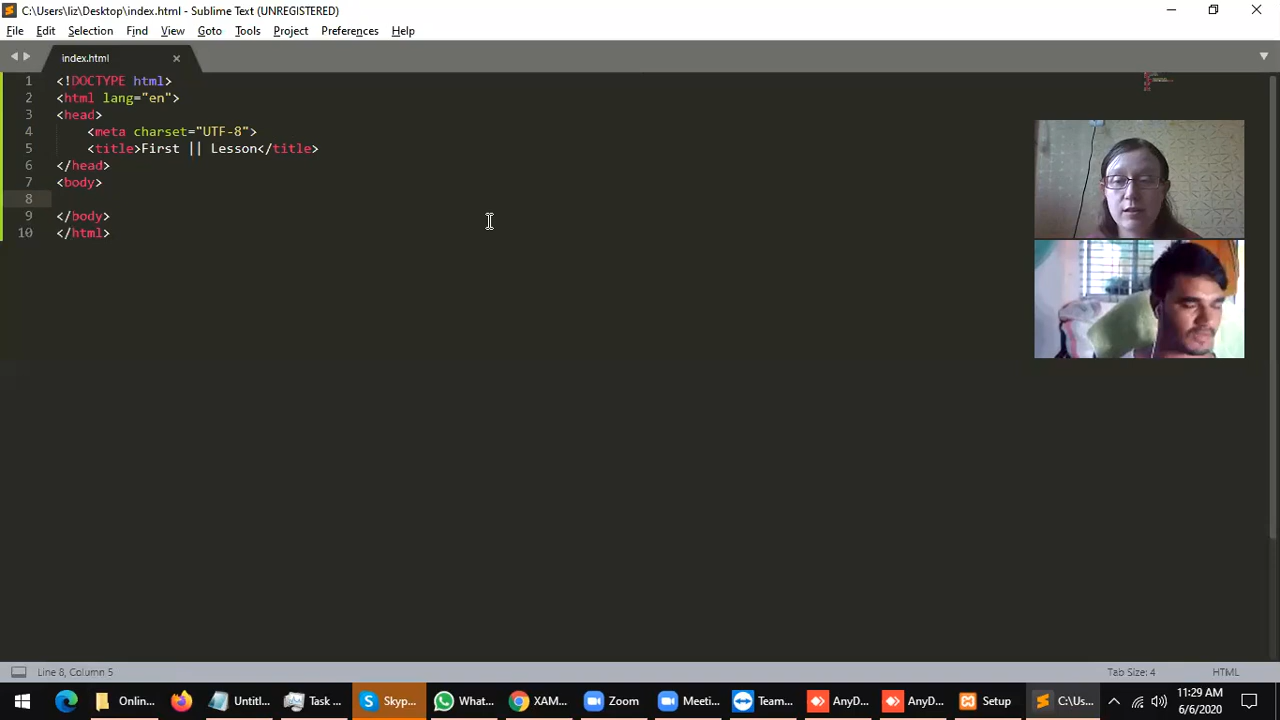 C:\Users\liz\Desktop\index.html - Sublime Text (UNREGISTERED)
File Edit Selection Find View Goto Tools Project Preferences Help
index.html
1 <!DOCTYPE html>
2 <html lang="en">
3 <head>
4 <meta charset="UTF-8">
5 <title>First || Lesson</title>
6 </head>
7 <body>
8
9 </body>
10 </html>
Line 8, Column 5 Tab Size: 4 HTML
Onlin... Untitl... Task ... Skyp... What... XAM... Zoom Meeti... Team... AnyD... AnyD... Setup C:\Us...
11:29 AM
6/6/2020